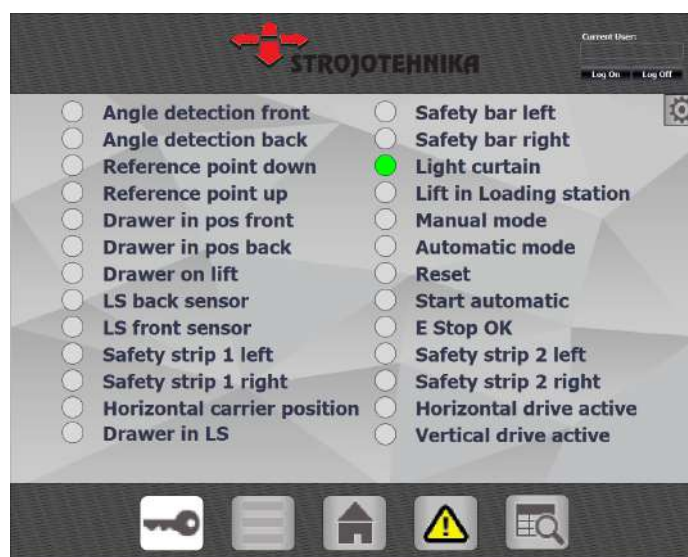 Current User:
STROJOTEHNIKA
Log On Log Off
Angle detection front
Angle detection back
Reference point down
Reference point up
Drawer in pos front
Drawer in pos back
Drawer on lift
LS back sensor
LS front sensor
Safety strip 1 left
Safety strip 1 right
Horizontal carrier position
Drawer in LS
Safety bar left
Safety bar right
Light curtain
Lift in Loading station
Manual mode
Automatic mode
Reset
Start automatic
E Stop OK
Safety strip 2 left
Safety strip 2 right
Horizontal drive active
Vertical drive active